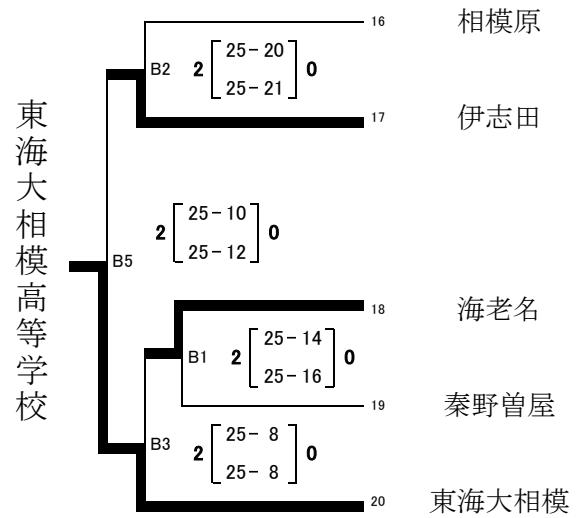 東海大相模高等学校
16 相模原
B2 2 25-20 0
25-21
17 伊志田
2 25-10 0
25-12
B5
18 海老名
B1 2 25-14 0
25-16
19 秦野曽屋
B3 2 25- 8 0
25- 8
20 東海大相模